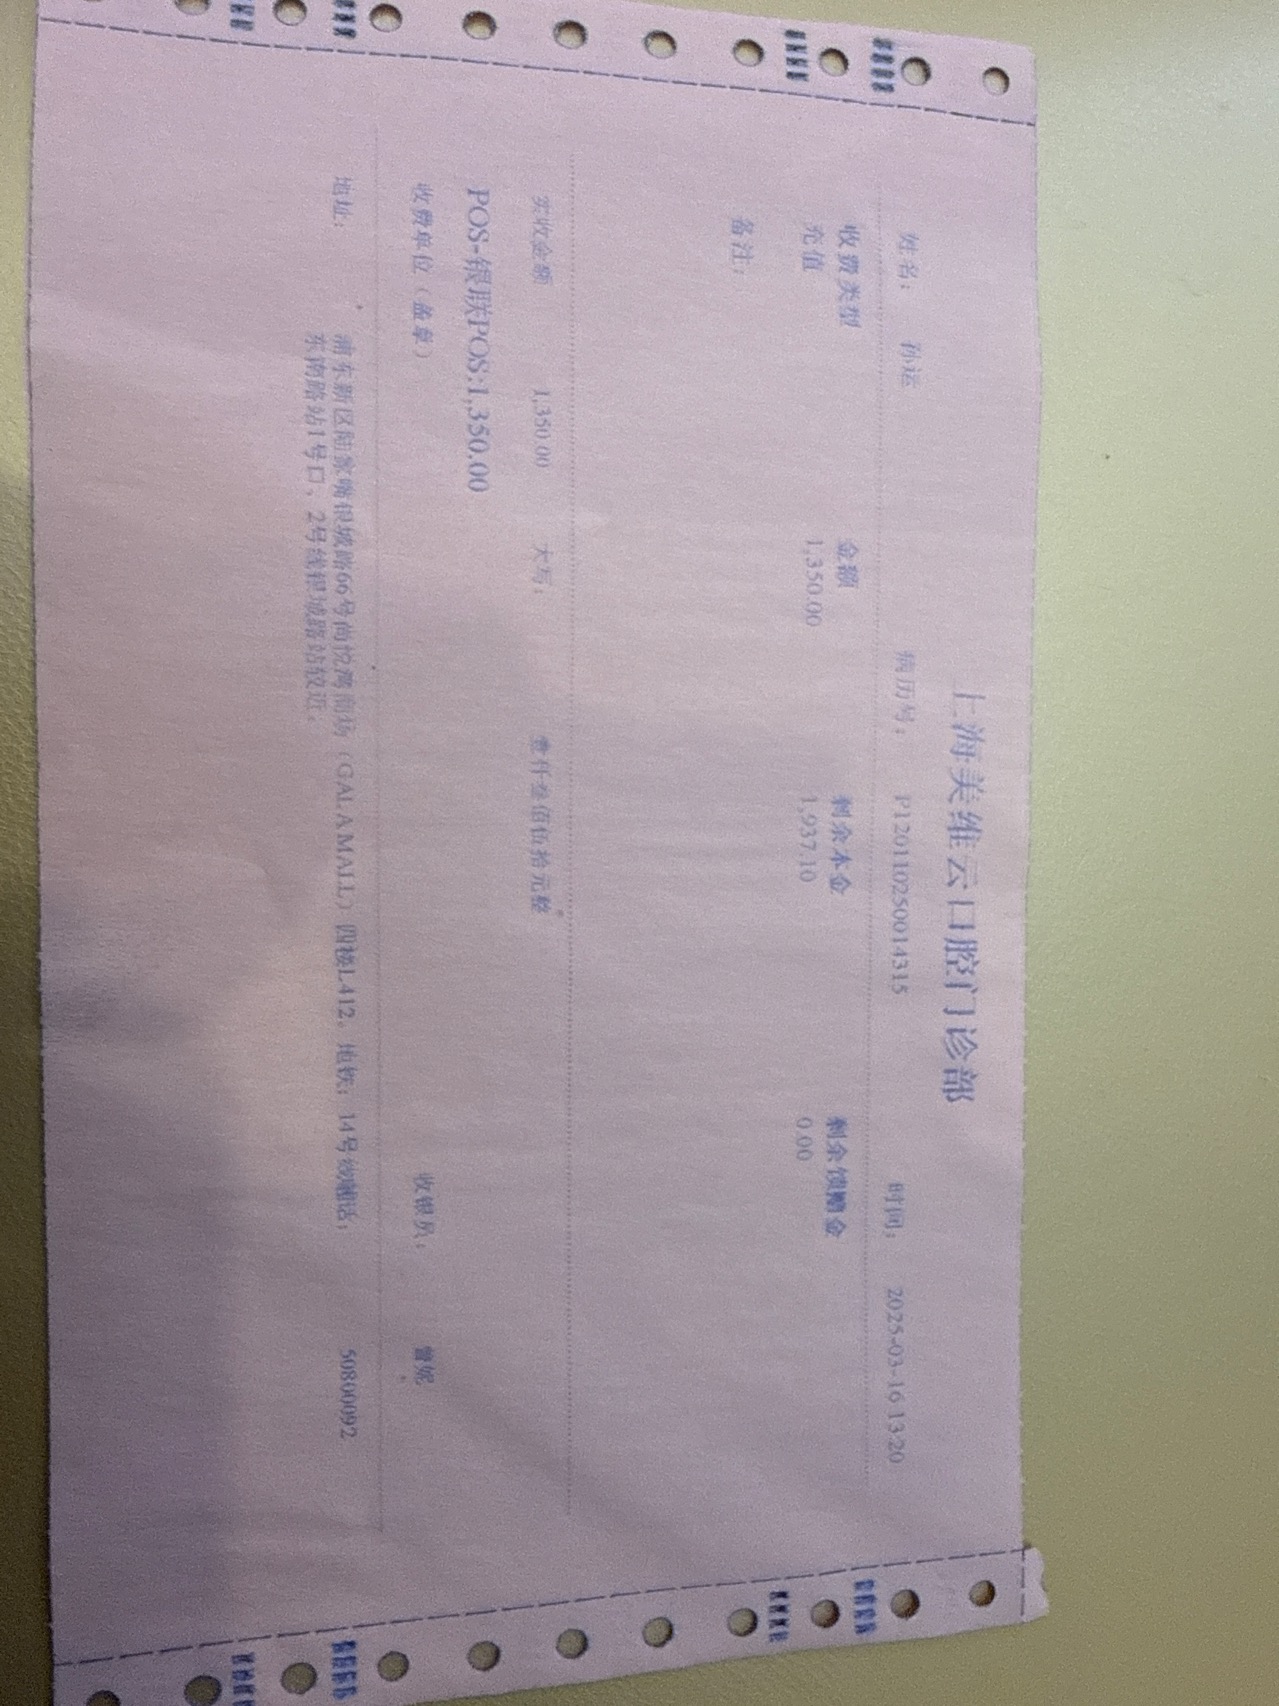 上海美维云口腔门诊部
姓名： 孙运 病历号： P120110250014315 时间： 2025-03-16 13:20
收费类型 金额 剩余本金 剩余馈赠金
充值 1,350.00 1,937.10 0.00
备注：
实收金额 1,350.00 大写： 壹仟叁佰伍拾元整
POS-银联POS:1,350.00
收费单位（盖章） 收银员： 曾妮
地址： 浦东新区陆家嘴银城路66号尚悦湾商场（GALAMALL）四楼L412。地铁：14号线 电话： 50800092
东南路站1号口、2号线银城路站较近。